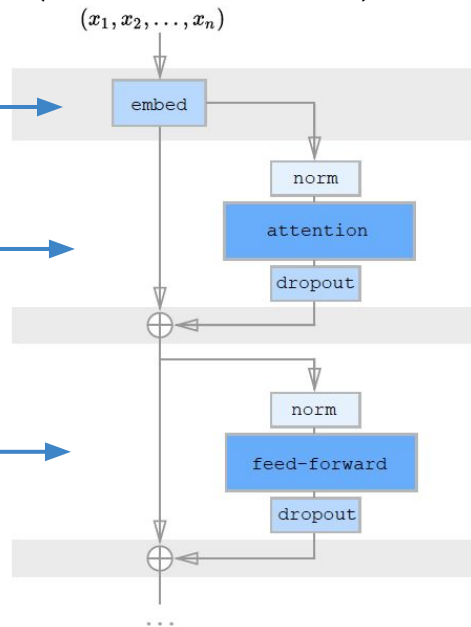 (x₁, x₂, . . . , xₙ)
embed
norm
attention
dropout
norm
feed-forward
dropout
...